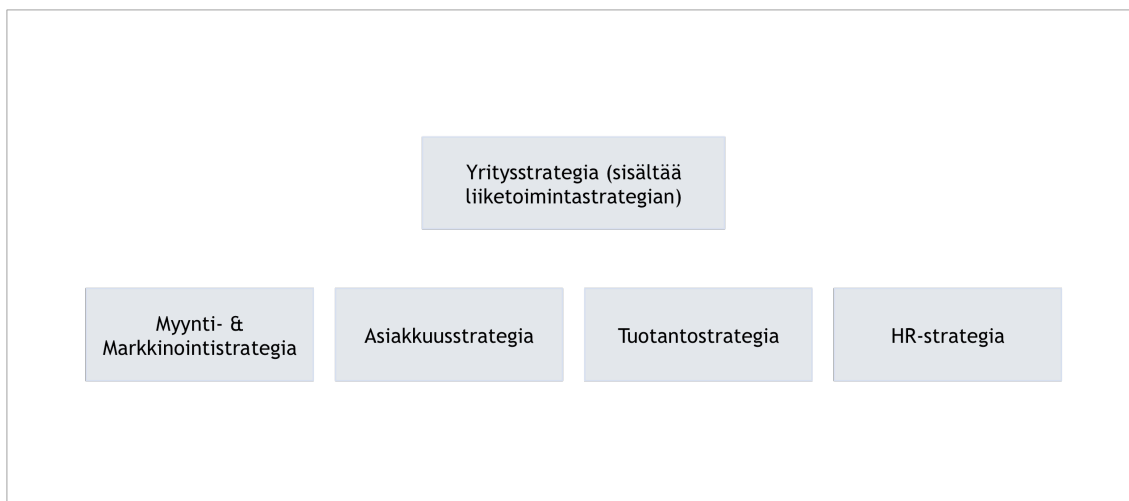 Yritysstrategia (sisältää
liiketoimintastrategian)
Myynti- &
Markkinointistrategia
Asiakkuusstrategia
Tuotantostrategia
HR-strategia